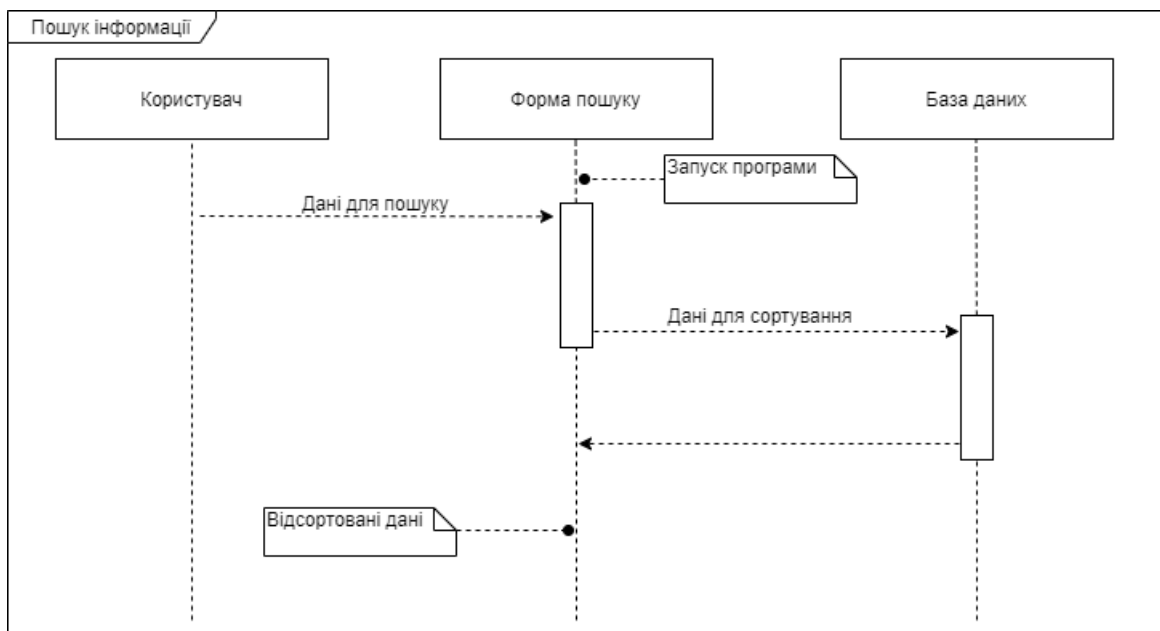 Пошук інформації
Користувач
Форма пошуку
База даних
Запуск програми
Дані для пошуку
Дані для сортування
Відсортовані дані